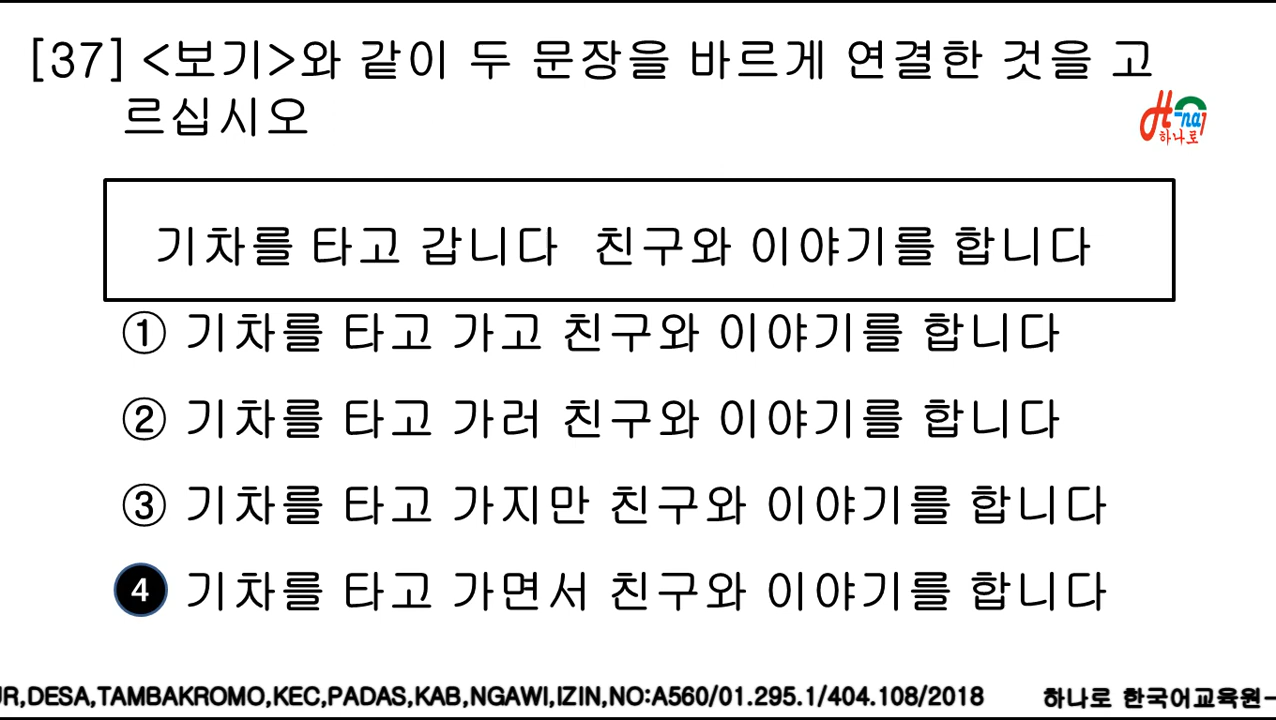 [37] <보기>와 같이 두 문장을 바르게 연결한 것을 고
르십시오
H-naj
하나로
기차를 타고 갑니다 친구와 이야기를 합니다
① 기차를 타고 가고 친구와 이야기를 합니다
② 기차를 타고 가러 친구와 이야기를 합니다
③ 기차를 타고 가지만 친구와 이야기를 합니다
4 기차를 타고 가면서 친구와 이야기를 합니다
UR,DESA,TAMBAKROMO,KEC,PADAS,KAB,NGAWI,IZIN,NO:A560/01.295.1/404.108/2018 하나로 한국어교육원-